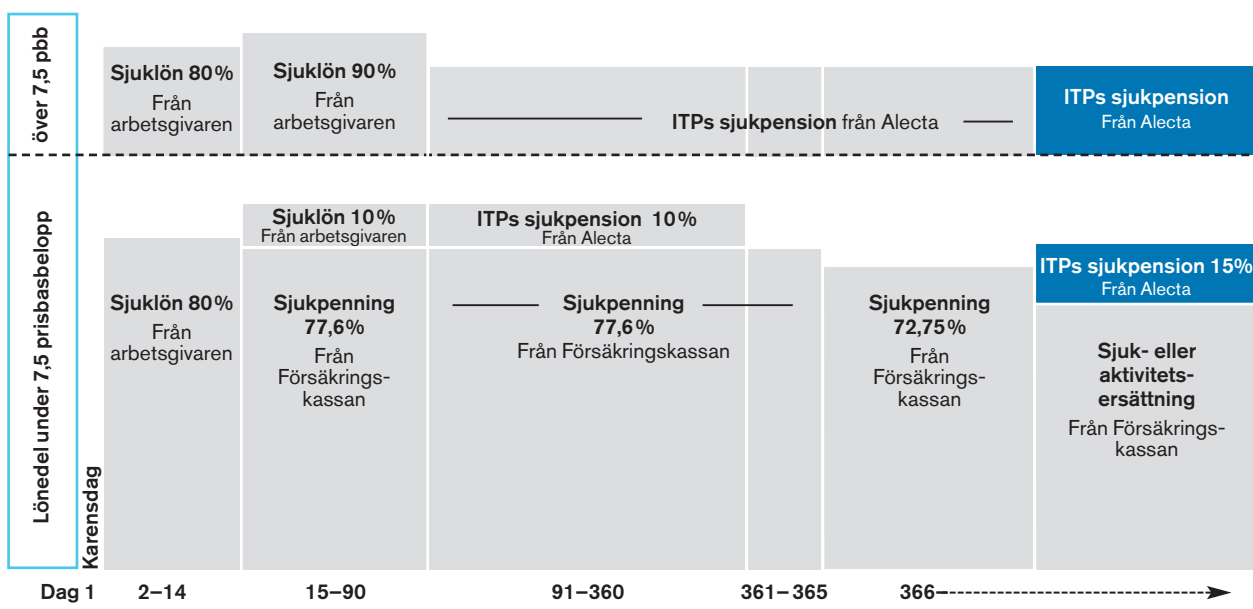 över 7,5 pbb
Sjuklön 80%
Från
arbetsgivaren
Sjuklön 90%
Från
arbetsgivaren
ITPs sjukpension från Alecta
ITPs sjukpension
Från Alecta
Lönedel under 7,5 prisbasbelopp
Karensdag
Sjuklön 80%
Från
arbetsgivaren
Sjuklön 10%
Från arbetsgivaren
Sjukpenning
77,6%
Från
Försäkrings-
kassan
ITPs sjukpension 10%
Från Alecta
Sjukpenning
77,6%
Från Försäkringskassan
Sjukpenning
72,75%
Från
Försäkrings-
kassan
ITPs sjukpension 15%
Från Alecta
Sjuk- eller
aktivitets-
ersättning
Från Försäkrings-
kassan
Dag 1 2–14 15–90 91–360 361–365 366–